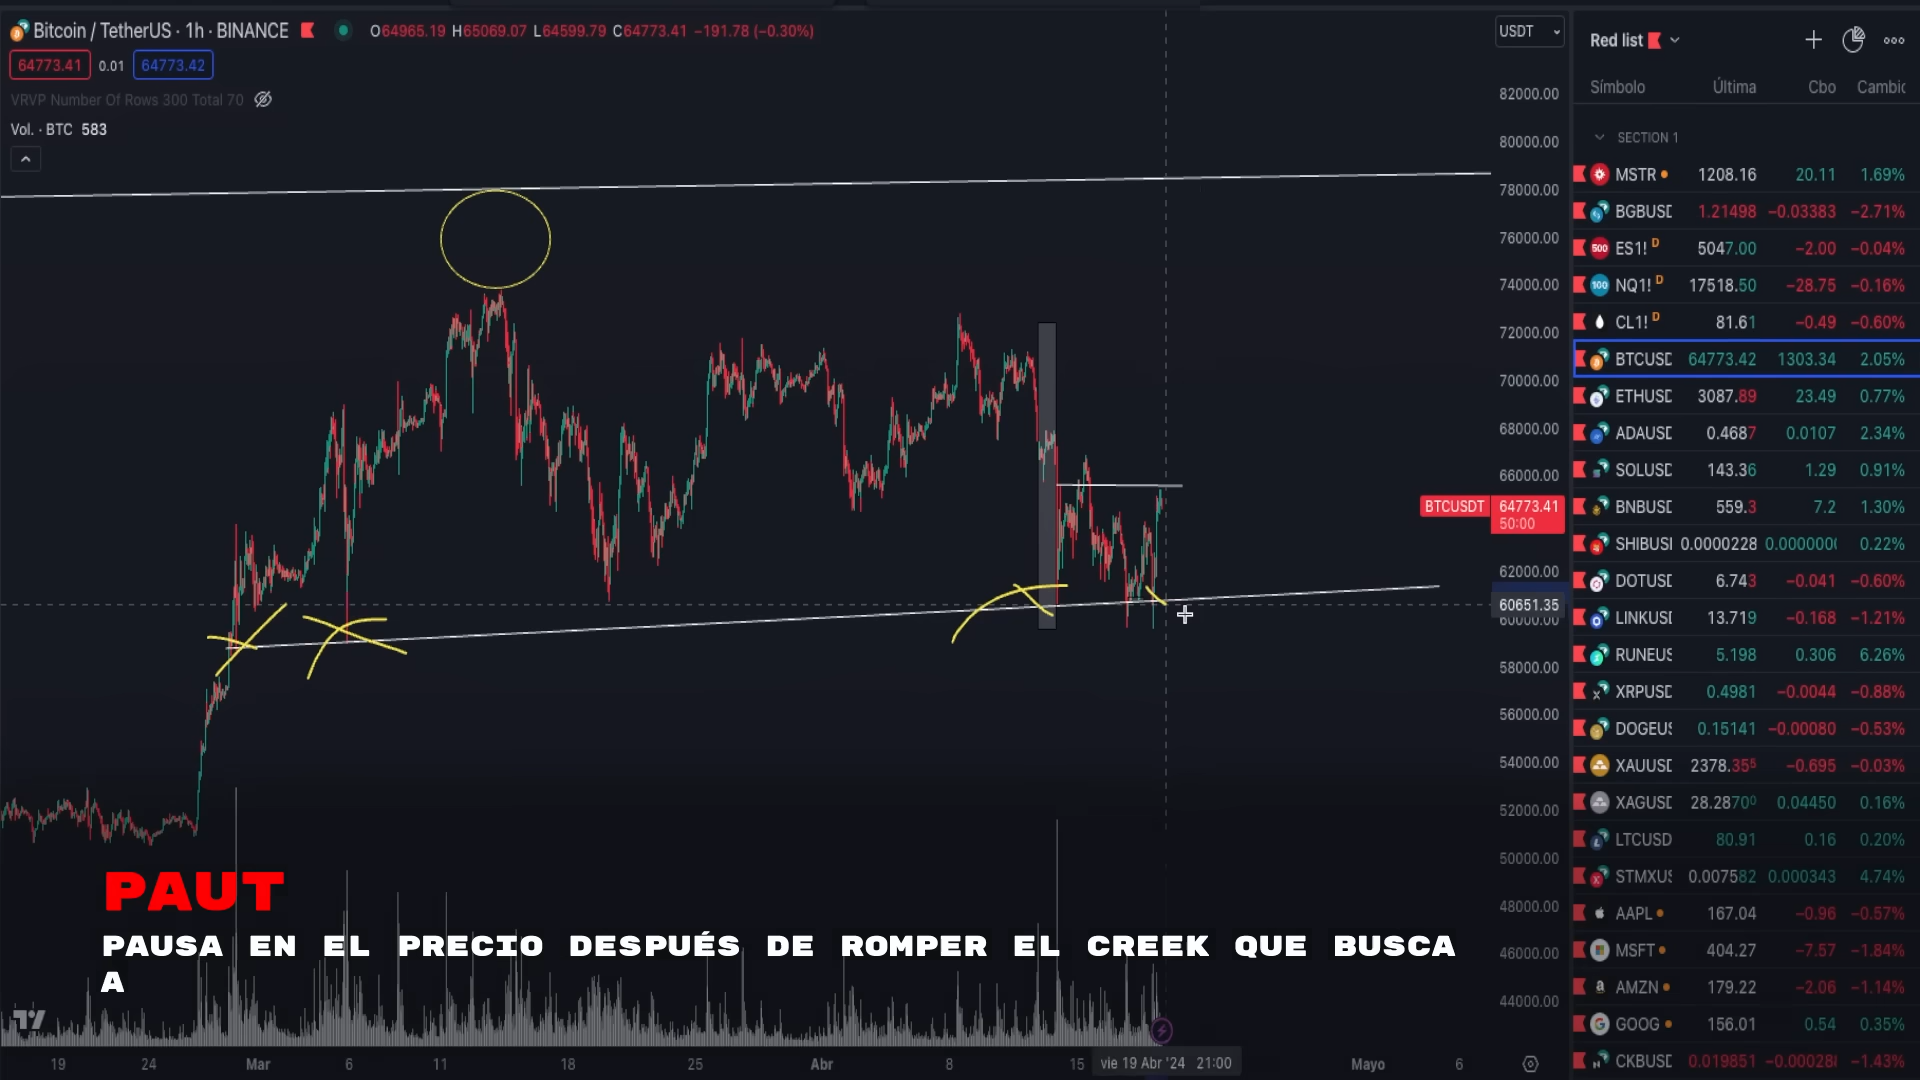 Bitcoin / TetherUS · 1h · BINANCE
O64965.19 H65069.07 L64599.79 C64773.41 −191.78 (−0.30%)
64773.41 0.01 64773.42
VRVP Number Of Rows 300 Total 70
Vol. · BTC 583
USDT
82000.00
80000.00
78000.00
76000.00
74000.00
72000.00
70000.00
68000.00
66000.00
BTCUSDT 64773.41
50:00
62000.00
60651.35
60000.00
58000.00
56000.00
54000.00
52000.00
50000.00
48000.00
46000.00
44000.00
PAUT
PAUSA EN EL PRECIO DESPUÉS DE ROMPER EL CREEK QUE BUSCA
A
19 24 Mar 6 11 18 25 Abr 8 15 vie 19 Abr '24 21:00 Mayo 6
Red list
Símbolo Última Cbo Cambic
SECTION 1
MSTR 1208.16 20.11 1.69%
BGBUSD 1.21498 −0.03383 −2.71%
ES1! D 5047.00 −2.00 −0.04%
NQ1! D 17518.50 −28.75 −0.16%
CL1! D 81.61 −0.49 −0.60%
BTCUSD 64773.42 1303.34 2.05%
ETHUSD 3087.89 23.49 0.77%
ADAUSD 0.4687 0.0107 2.34%
SOLUSD 143.36 1.29 0.91%
BNBUSD 559.3 7.2 1.30%
SHIBUSI 0.0000228 0.0000000 0.22%
DOTUSD 6.743 −0.041 −0.60%
LINKUSD 13.719 −0.168 −1.21%
RUNEUS 5.198 0.306 6.26%
XRPUSD 0.4981 −0.0044 −0.88%
DOGEUS 0.15141 −0.00080 −0.53%
XAUUSD 2378.355 −0.695 −0.03%
XAGUSD 28.28700 0.04450 0.16%
LTCUSD 80.91 0.16 0.20%
STMXUS 0.007582 0.000343 4.74%
AAPL 167.04 −0.96 −0.57%
MSFT 404.27 −7.57 −1.84%
AMZN 179.22 −2.06 −1.14%
GOOG 156.01 0.54 0.35%
CKBUSD 0.019851 −0.00028 −1.43%